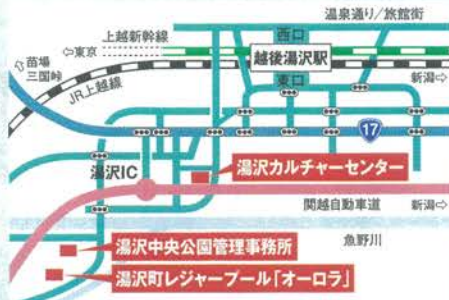 温泉通り／旅館街
上越新幹線
西口
⇦東京
越後湯沢駅
⇧苗場
三国峠
東口
新潟⇨
JR上越線
17
湯沢IC
湯沢カルチャーセンター
関越自動車道
新潟⇨
湯沢中央公園管理事務所
魚野川
湯沢町レジャープール「オーロラ」